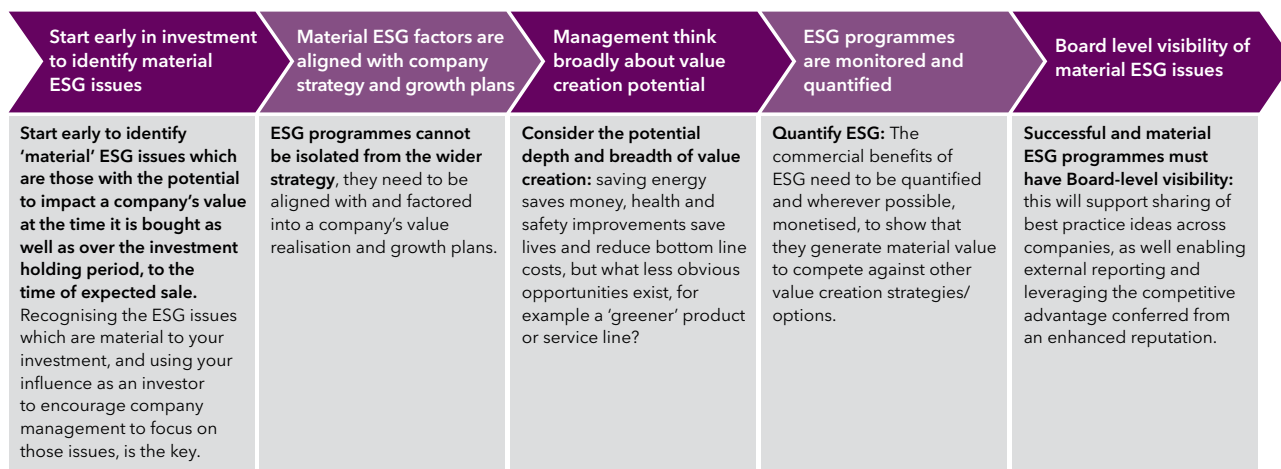 Start early in investment
to identify material
ESG issues
Material ESG factors are
aligned with company
strategy and growth plans
Management think
broadly about value
creation potential
ESG programmes
are monitored and
quantified
Board level visibility of
material ESG issues
Start early to identify
‘material’ ESG issues which
are those with the potential
to impact a company’s value
at the time it is bought as
well as over the investment
holding period, to the
time of expected sale.
Recognising the ESG issues
which are material to your
investment, and using your
influence as an investor
to encourage company
management to focus on
those issues, is the key.
ESG programmes cannot
be isolated from the wider
strategy, they need to be
aligned with and factored
into a company’s value
realisation and growth plans.
Consider the potential
depth and breadth of value
creation: saving energy
saves money, health and
safety improvements save
lives and reduce bottom line
costs, but what less obvious
opportunities exist, for
example a ‘greener’ product
or service line?
Quantify ESG: The
commercial benefits of
ESG need to be quantified
and wherever possible,
monetised, to show that
they generate material value
to compete against other
value creation strategies/
options.
Successful and material
ESG programmes must
have Board-level visibility:
this will support sharing of
best practice ideas across
companies, as well enabling
external reporting and
leveraging the competitive
advantage conferred from
an enhanced reputation.